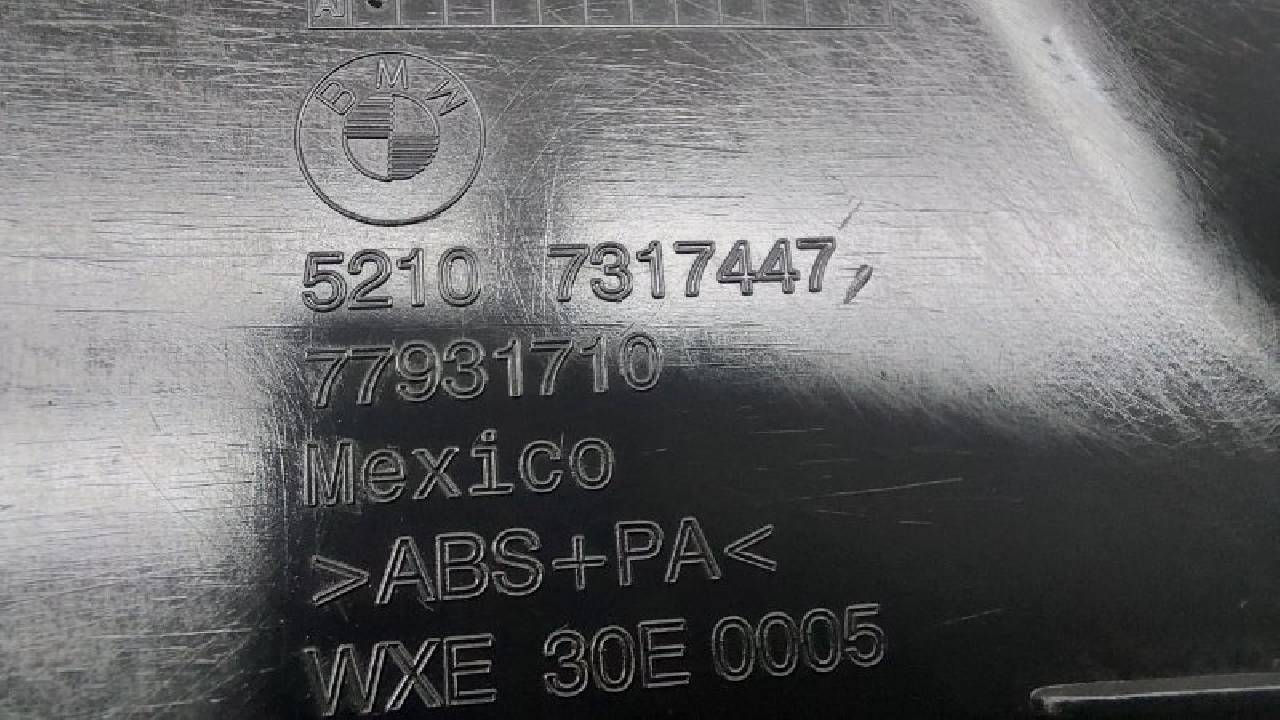 A
BMW
5210 7317447,
77931710
Mexico
>ABS+PA<
WXE 30E 0005